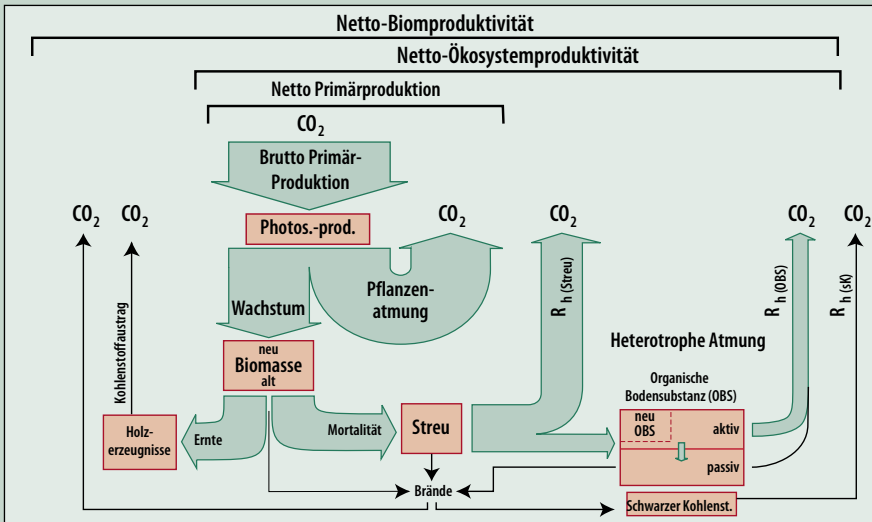 Netto-Biomproduktivität
Netto-Ökosystemproduktivität
Netto Primärproduktion
CO2
Brutto Primär-
Produktion
CO2
CO2
Photos.-prod.
CO2
CO2
CO2
CO2
Kohlenstoffaustrag
Wachstum
Pflanzen-
atmung
R h (Streu)
R h (OBS)
R h (sK)
Heterotrophe Atmung
neu
Biomasse
alt
Organische
Bodensubstanz (OBS)
Holz-
erzeugnisse
Ernte
Mortalität
Streu
neu
OBS
aktiv
passiv
Brände
Schwarzer Kohlenst.